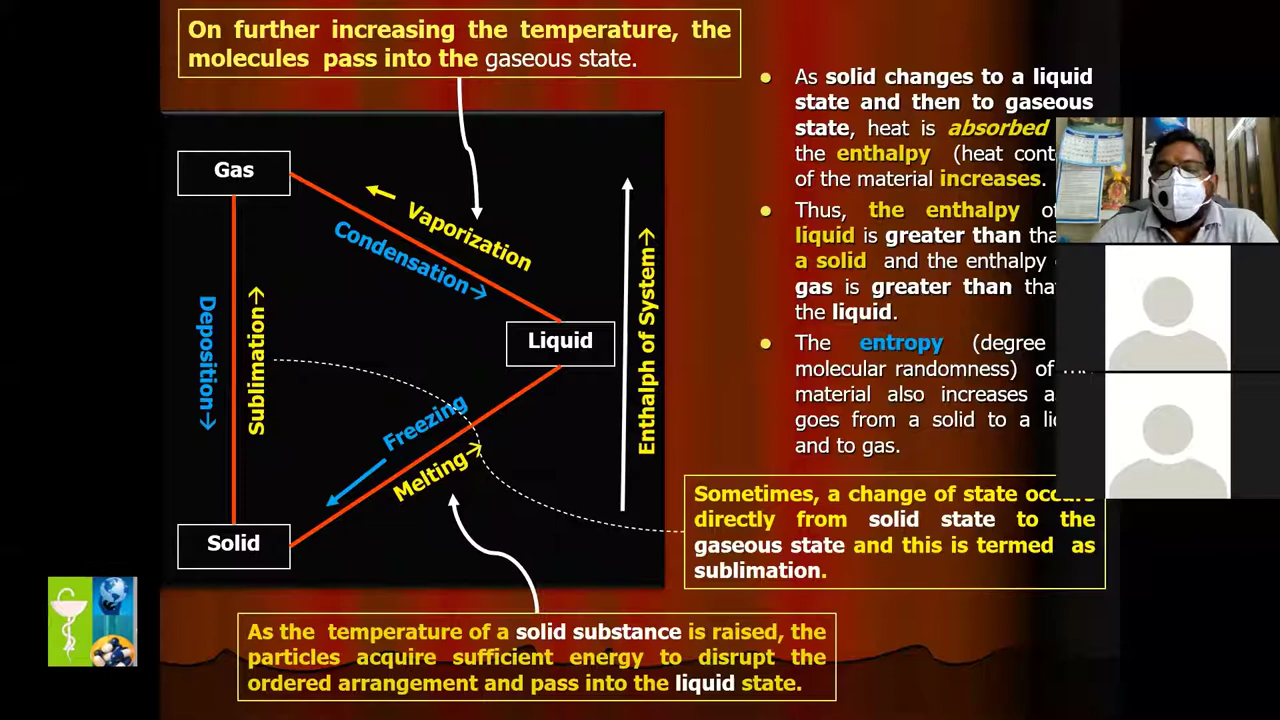 On further increasing the temperature, the
molecules pass into the gaseous state.
Gas
Vaporization
Condensation→
Deposition→
Sublimation→
Liquid
Enthalph of System→
Freezing
Melting→
Solid
As the temperature of a solid substance is raised, the
particles acquire sufficient energy to disrupt the
ordered arrangement and pass into the liquid state.
● As solid changes to a liquid
state and then to gaseous
state, heat is absorbed
the enthalpy (heat
of the material increases.
● Thus, the enthalpy
liquid is greater than
a solid and the enthalpy
gas is greater than
the liquid.
● The entropy (degree
molecular randomness) of
material also increases
goes from a solid to a
and to gas.
Sometimes, a change of state occurs
directly from solid state to the
gaseous state and this is termed as
sublimation.